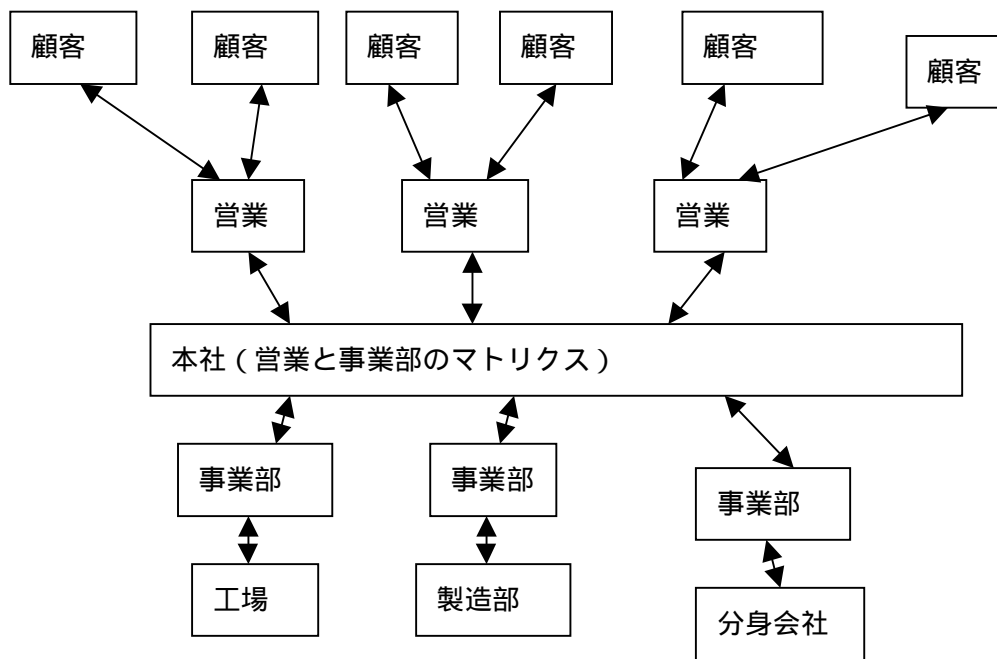 顧客
顧客
顧客
顧客
顧客
顧客
営業
営業
営業
本社（営業と事業部のマトリクス）
事業部
事業部
事業部
工場
製造部
分身会社